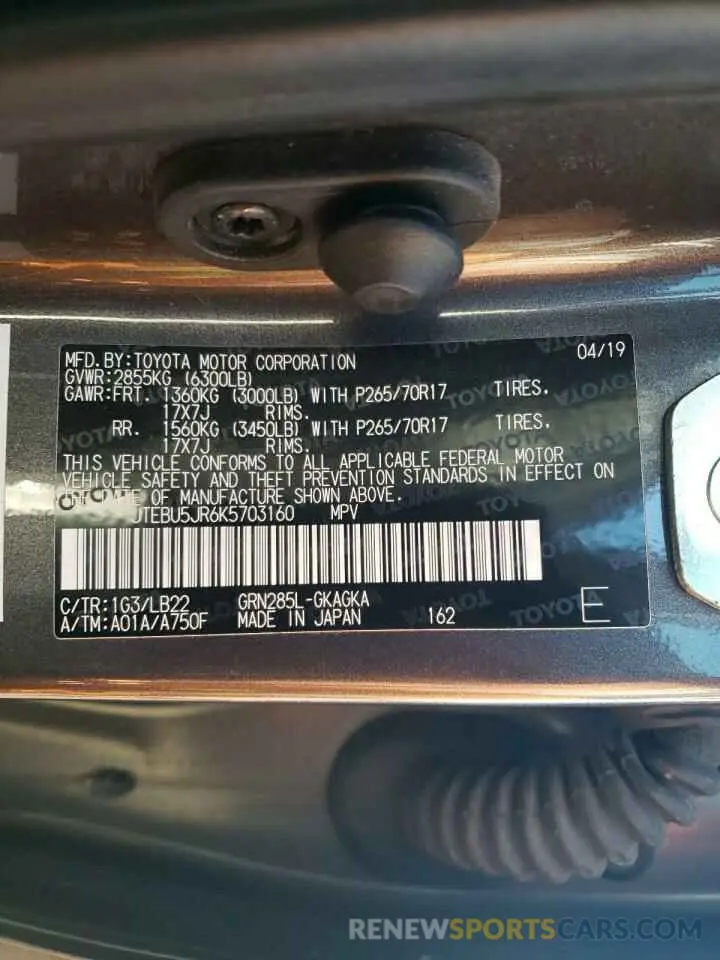 MFD.BY:TOYOTA MOTOR CORPORATION 04/19
GVWR:2855KG (6300LB)
GAWR:FRT. 1360KG (3000LB) WITH P265/70R17 TIRES.
17X7J RIMS.
RR. 1560KG (3450LB) WITH P265/70R17 TIRES.
17X7J RIMS.
THIS VEHICLE CONFORMS TO ALL APPLICABLE FEDERAL MOTOR
VEHICLE SAFETY AND THEFT PREVENTION STANDARDS IN EFFECT ON
OF MANUFACTURE SHOWN ABOVE.
JTEBU5JR6K5703160 MPV
C/TR:1G3/LB22 GRN285L-GKAGKA
A/TM:A01A/A750F MADE IN JAPAN 162 E
RENEWSPORTSCARS.COM